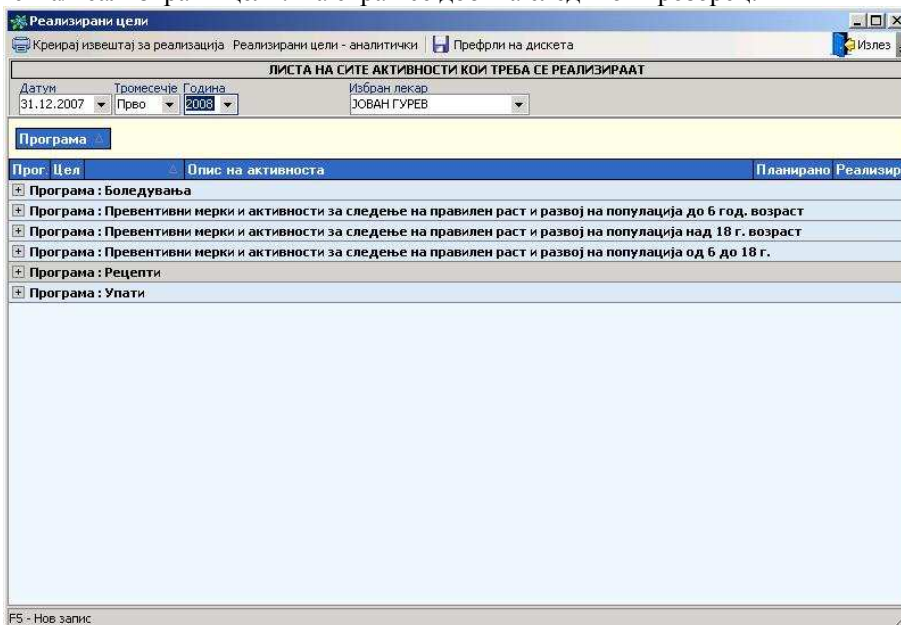 Реализирани цели
Креирај извештај за реализација Реализирани цели - аналитички Префрли на дискета Излез
ЛИСТА НА СИТЕ АКТИВНОСТИ КОИ ТРЕБА СЕ РЕАЛИЗИРААТ
Датум Тромесечје Година Избран лекар
31.12.2007 Прво 2008 ЈОВАН ЃУРЕВ
Програма
Прог. Цел Опис на активноста Планирано Реализир
Програма : Боледувања
Програма : Превентивни мерки и активности за следење на правилен раст и развој на популација до 6 год. возраст
Програма : Превентивни мерки и активности за следење на правилен раст и развој на популација над 18 г. возраст
Програма : Превентивни мерки и активности за следење на правилен раст и развој на популација од 6 до 18 г.
Програма : Рецепти
Програма : Упати
F5 - Нов запис